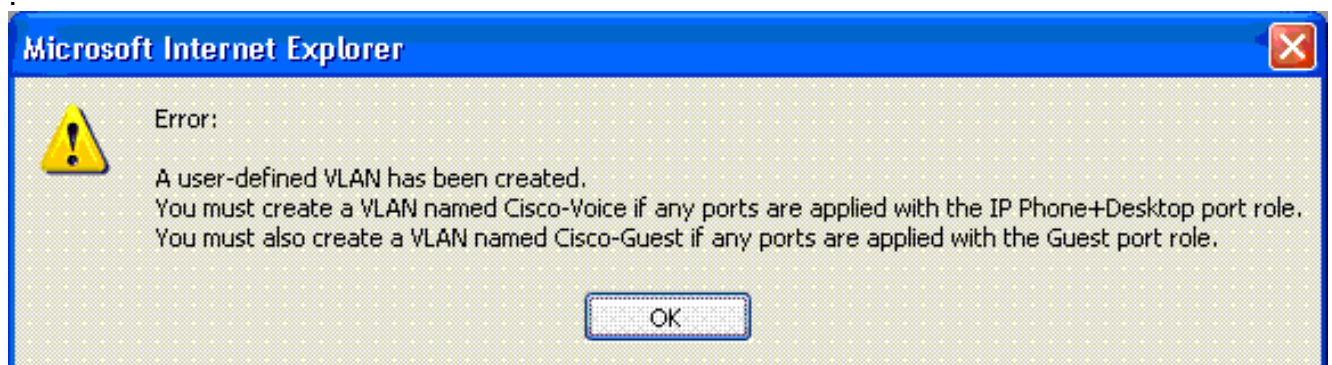 .
Microsoft Internet Explorer
Error:
A user-defined VLAN has been created.
You must create a VLAN named Cisco-Voice if any ports are applied with the IP Phone+Desktop port role.
You must also create a VLAN named Cisco-Guest if any ports are applied with the Guest port role.
OK